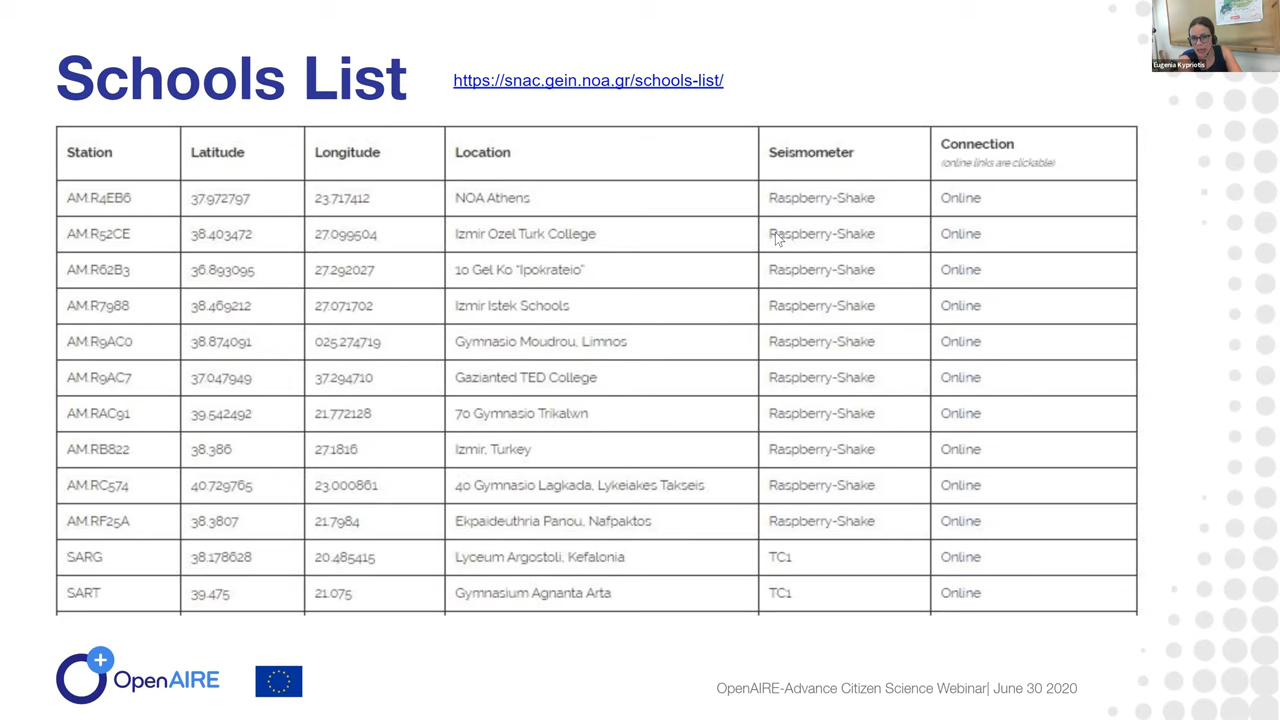 Schools List
https://snac.gein.noa.gr/schools-list/
Eugenia Kypriotis
Station Latitude Longitude Location Seismometer Connection
(online links are clickable)
AM.R4EB6 37.972797 23.717412 NOA Athens Raspberry-Shake Online
AM.R52CE 38.403472 27.099504 Izmir Ozel Turk College Raspberry-Shake Online
AM.R62B3 36.893095 27.292027 1o Gel Ko "Ipokrateio" Raspberry-Shake Online
AM.R7988 38.469212 27.071702 Izmir Istek Schools Raspberry-Shake Online
AM.R9AC0 38.874091 025.274719 Gymnasio Moudrou, Limnos Raspberry-Shake Online
AM.R9AC7 37.047949 37.294710 Gazianted TED College Raspberry-Shake Online
AM.RAC91 39.542492 21.772128 7o Gymnasio Trikalwn Raspberry-Shake Online
AM.RB822 38.386 27.1816 Izmir, Turkey Raspberry-Shake Online
AM.RC574 40.729765 23.000861 4o Gymnasio Lagkada, Lykeiakes Takseis Raspberry-Shake Online
AM.RF25A 38.3807 21.7984 Ekpaideuthria Panou, Nafpaktos Raspberry-Shake Online
SARG 38.178628 20.485415 Lyceum Argostoli, Kefalonia TC1 Online
SART 39.475 21.075 Gymnasium Agnanta Arta TC1 Online
OpenAIRE
OpenAIRE-Advance Citizen Science Webinar| June 30 2020